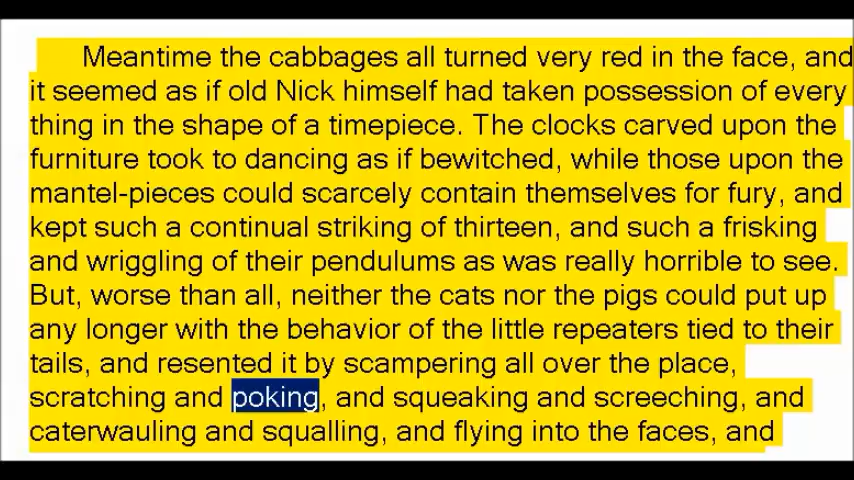 Meantime the cabbages all turned very red in the face, and
it seemed as if old Nick himself had taken possession of every
thing in the shape of a timepiece. The clocks carved upon the
furniture took to dancing as if bewitched, while those upon the
mantel-pieces could scarcely contain themselves for fury, and
kept such a continual striking of thirteen, and such a frisking
and wriggling of their pendulums as was really horrible to see.
But, worse than all, neither the cats nor the pigs could put up
any longer with the behavior of the little repeaters tied to their
tails, and resented it by scampering all over the place,
scratching and poking, and squeaking and screeching, and
caterwauling and squalling, and flying into the faces, and